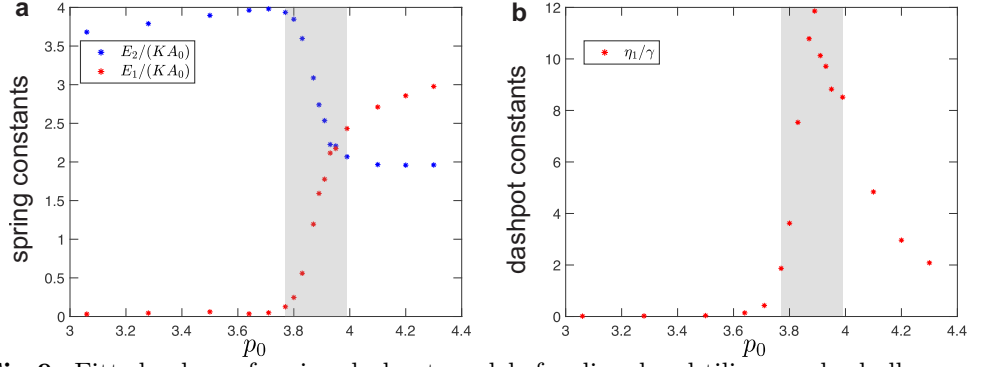 a
b
4
3.5
3
2.5
2
1.5
1
0.5
0
3 3.2 3.4 3.6 3.8 4 4.2 4.4
spring constants
p₀
E₂/(KA₀)
E₁/(KA₀)
12
10
8
6
4
2
0
3 3.2 3.4 3.6 3.8 4 4.2 4.4
dashpot constants
p₀
η₁/γ